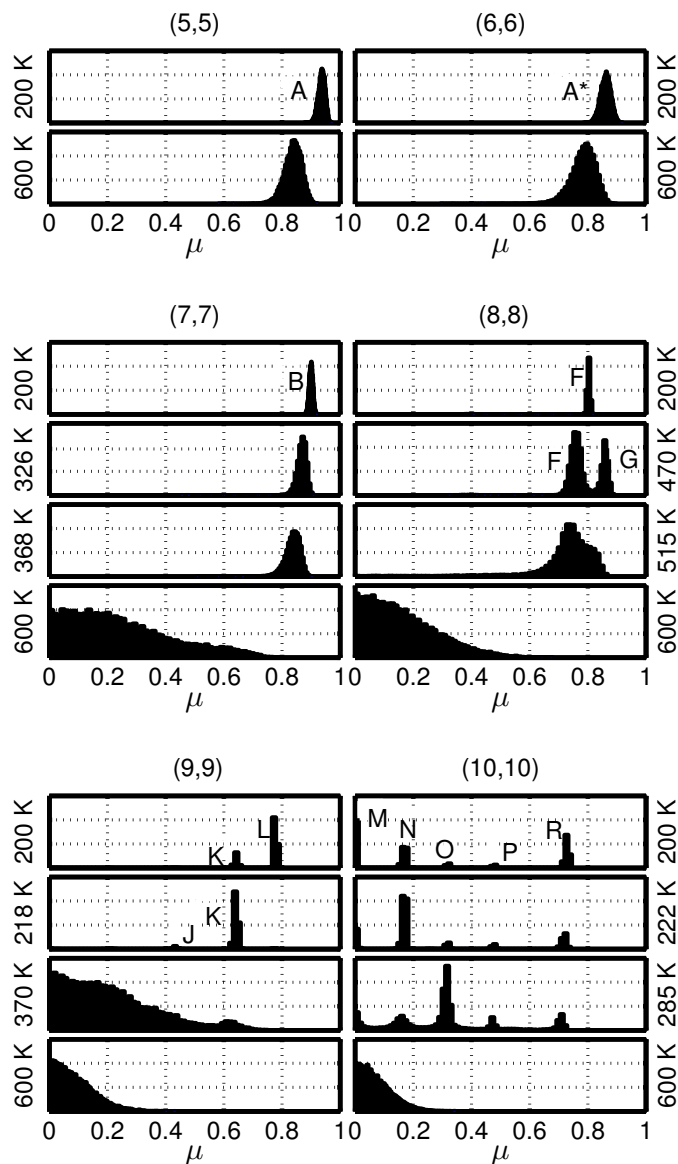 (5,5) (6,6)
200 K A A* 200 K
600 K 600 K
0 0.2 0.4 0.6 0.8 1 0 0.2 0.4 0.6 0.8 1
μ μ
(7,7) (8,8)
200 K B F 200 K
326 K F G 470 K
368 K 515 K
600 K 600 K
0 0.2 0.4 0.6 0.8 1 0 0.2 0.4 0.6 0.8 1
μ μ
(9,9) (10,10)
200 K K L M N O P R 200 K
218 K J K 222 K
370 K 285 K
600 K 600 K
0 0.2 0.4 0.6 0.8 1 0 0.2 0.4 0.6 0.8 1
μ μ